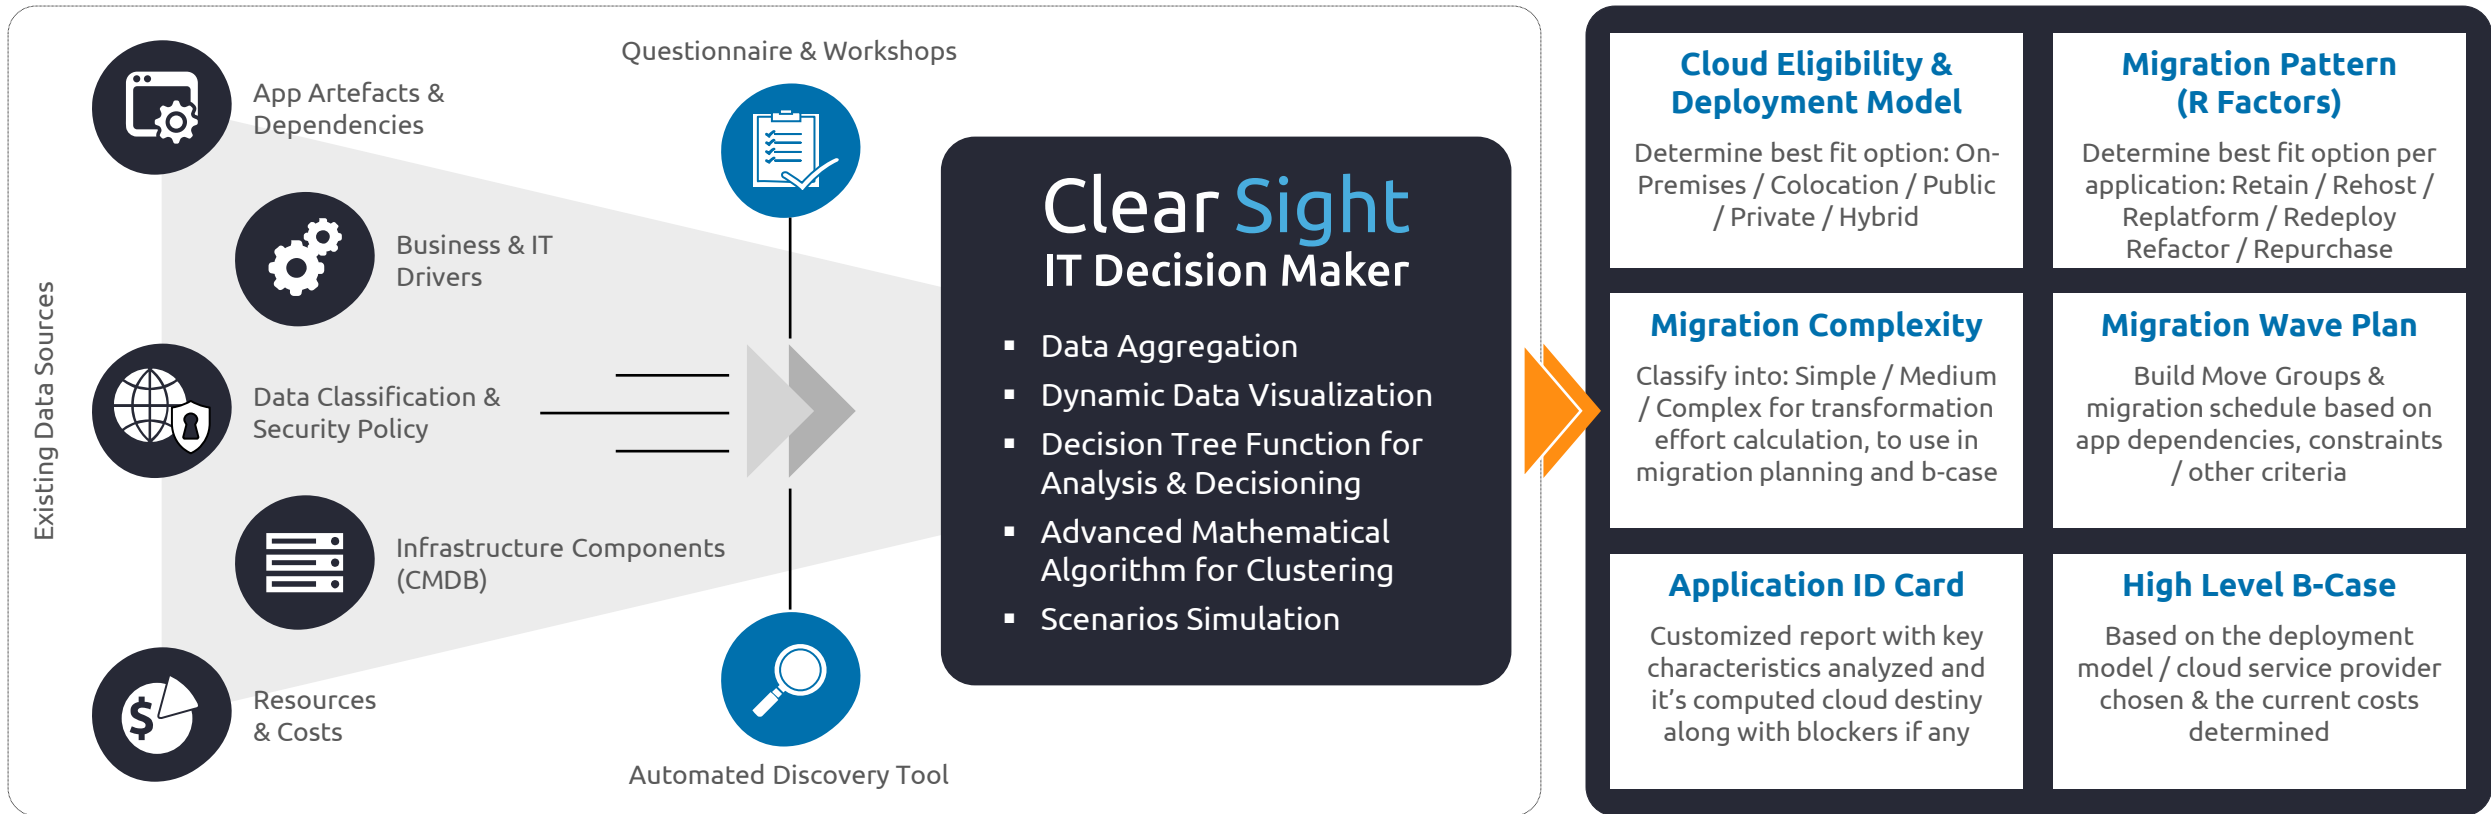 Existing Data Sources
App Artefacts &
Dependencies
Business & IT
Drivers
Data Classification &
Security Policy
Infrastructure Components
(CMDB)
Resources
& Costs
Questionnaire & Workshops
Automated Discovery Tool
Clear Sight
IT Decision Maker
▪ Data Aggregation
▪ Dynamic Data Visualization
▪ Decision Tree Function for
Analysis & Decisioning
▪ Advanced Mathematical
Algorithm for Clustering
▪ Scenarios Simulation
Cloud Eligibility &
Deployment Model
Determine best fit option: On-
Premises / Colocation / Public
/ Private / Hybrid
Migration Pattern
(R Factors)
Determine best fit option per
application: Retain / Rehost /
Replatform / Redeploy
Refactor / Repurchase
Migration Complexity
Classify into: Simple / Medium
/ Complex for transformation
effort calculation, to use in
migration planning and b-case
Migration Wave Plan
Build Move Groups &
migration schedule based on
app dependencies, constraints
/ other criteria
Application ID Card
Customized report with key
characteristics analyzed and
it’s computed cloud destiny
along with blockers if any
High Level B-Case
Based on the deployment
model / cloud service provider
chosen & the current costs
determined
$